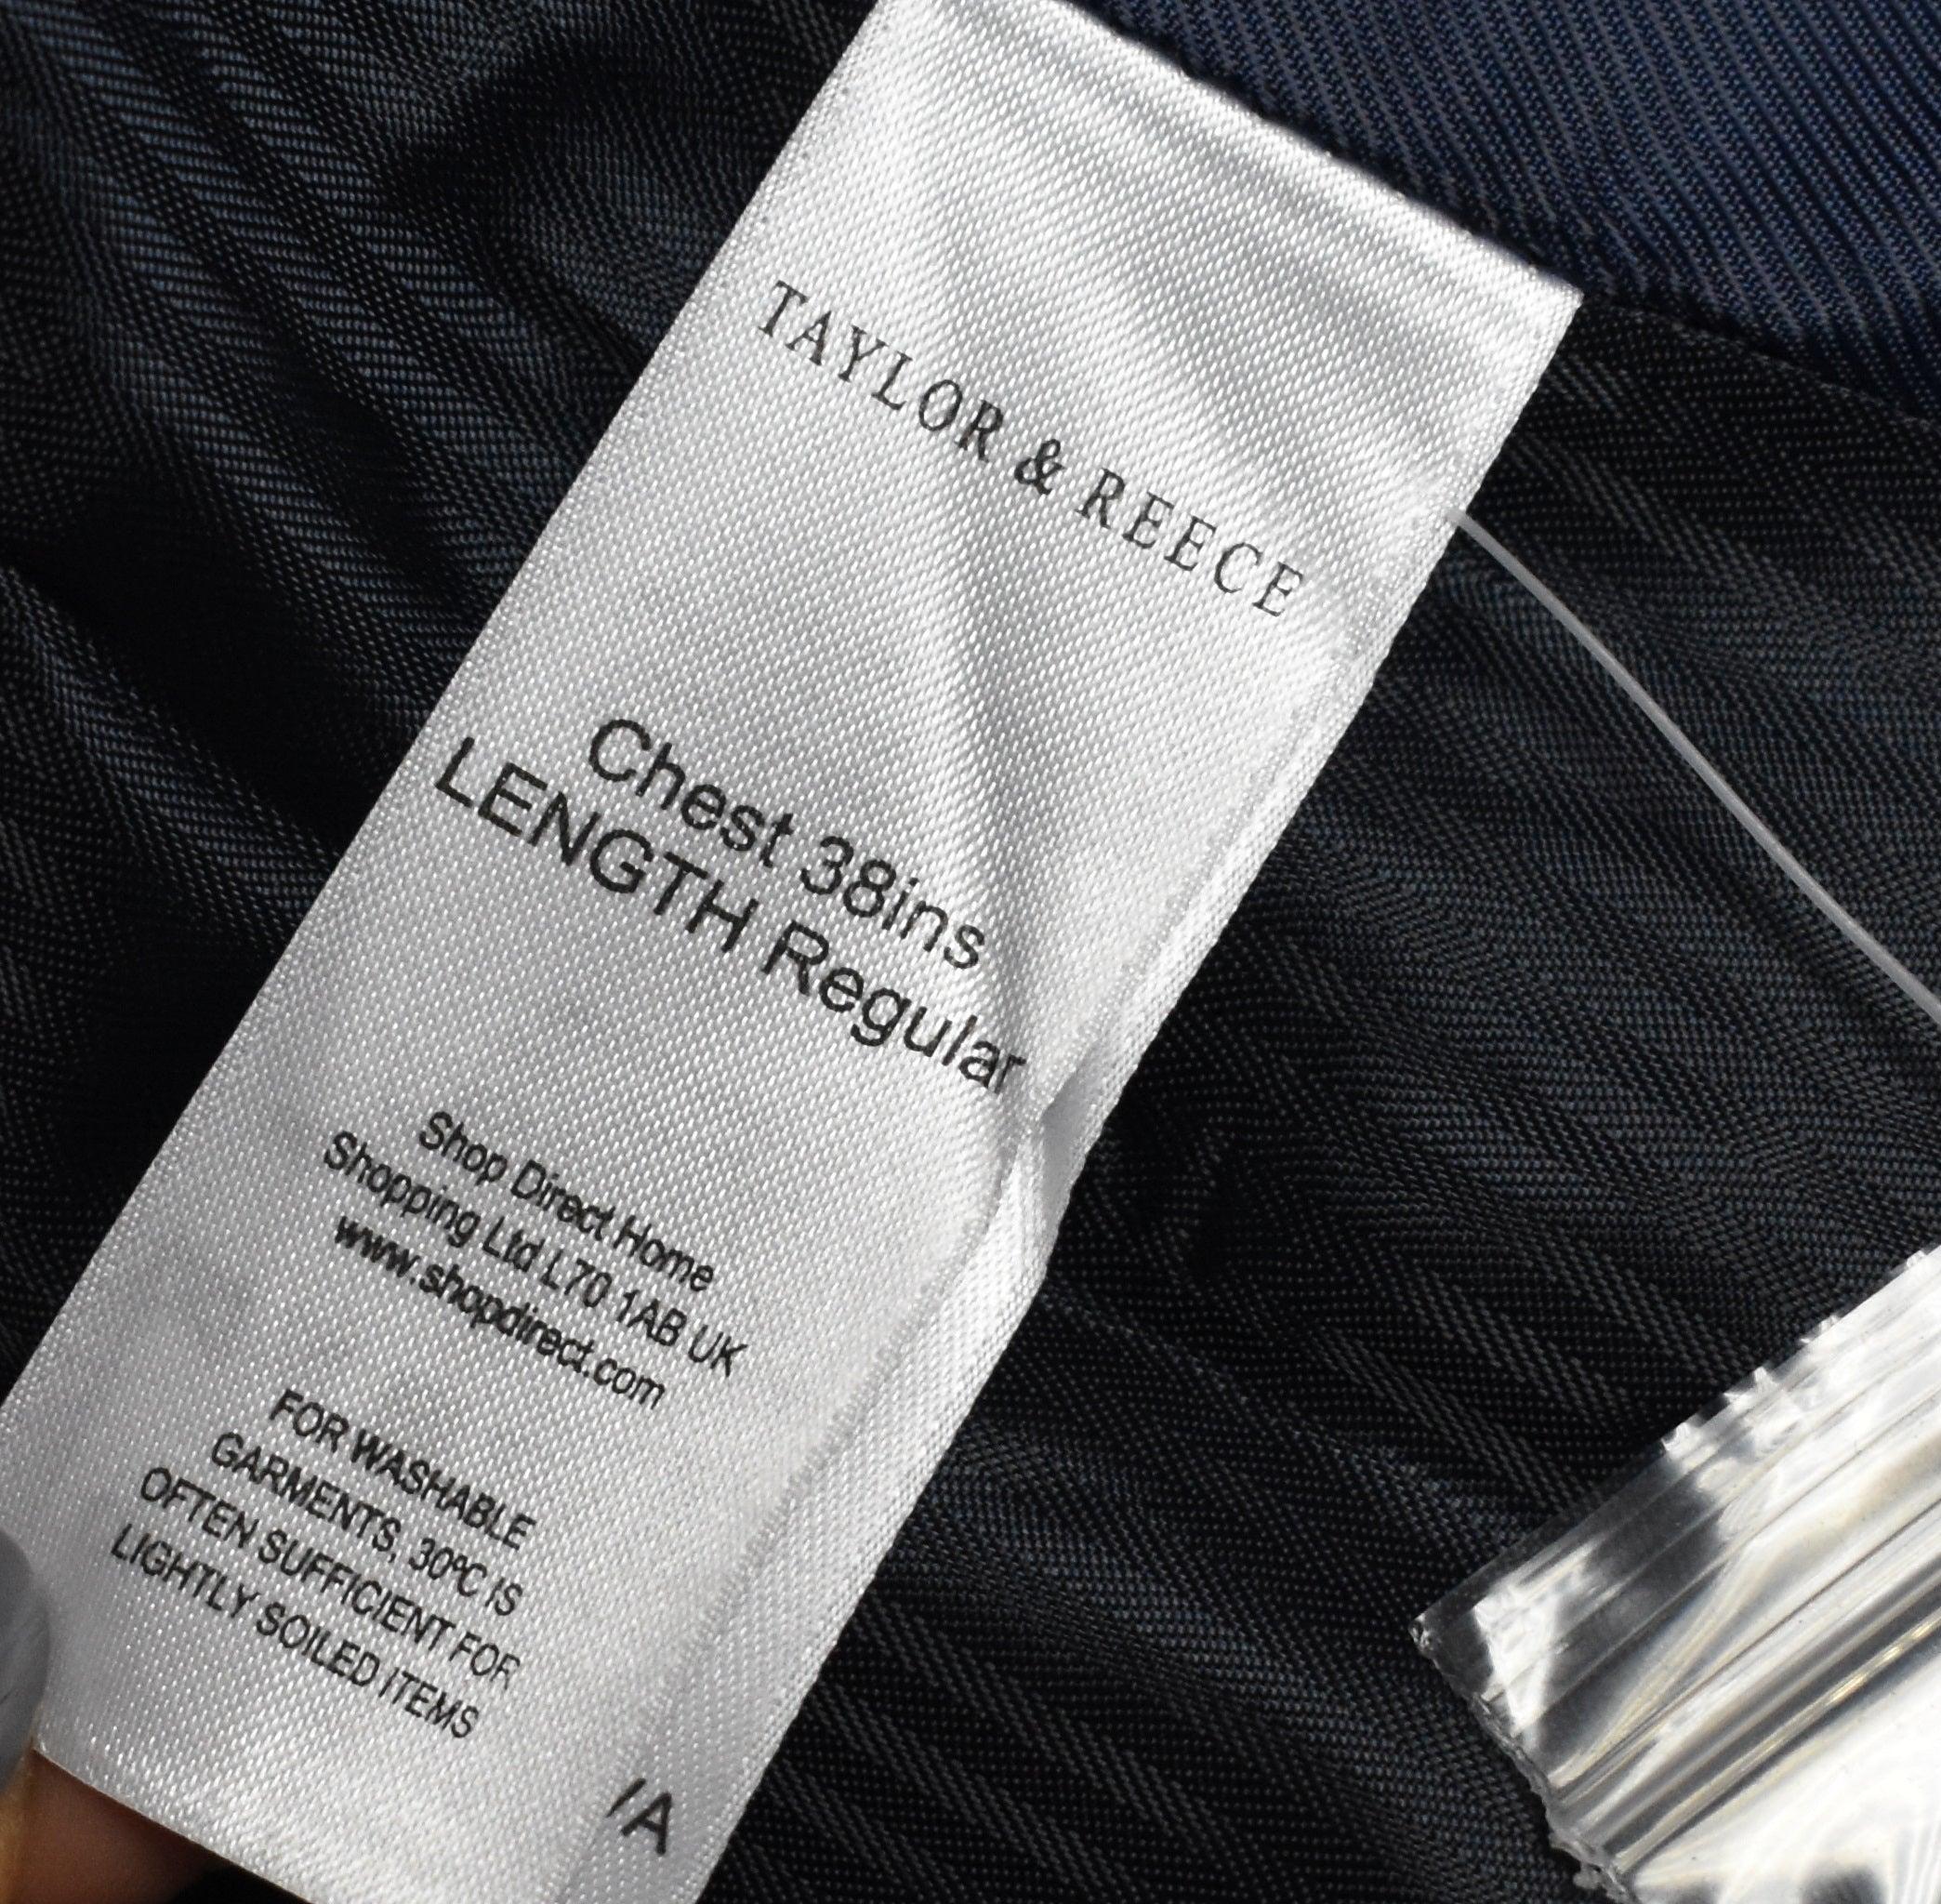 TAYLOR & REECE
Chest 38ins
LENGTH Regular
Shop Direct Home
Shopping Ltd L70 1AB UK
www.shopdirect.com
FOR WASHABLE
GARMENTS, 30ºC IS
OFTEN SUFFICIENT FOR
LIGHTLY SOILED ITEMS
/A